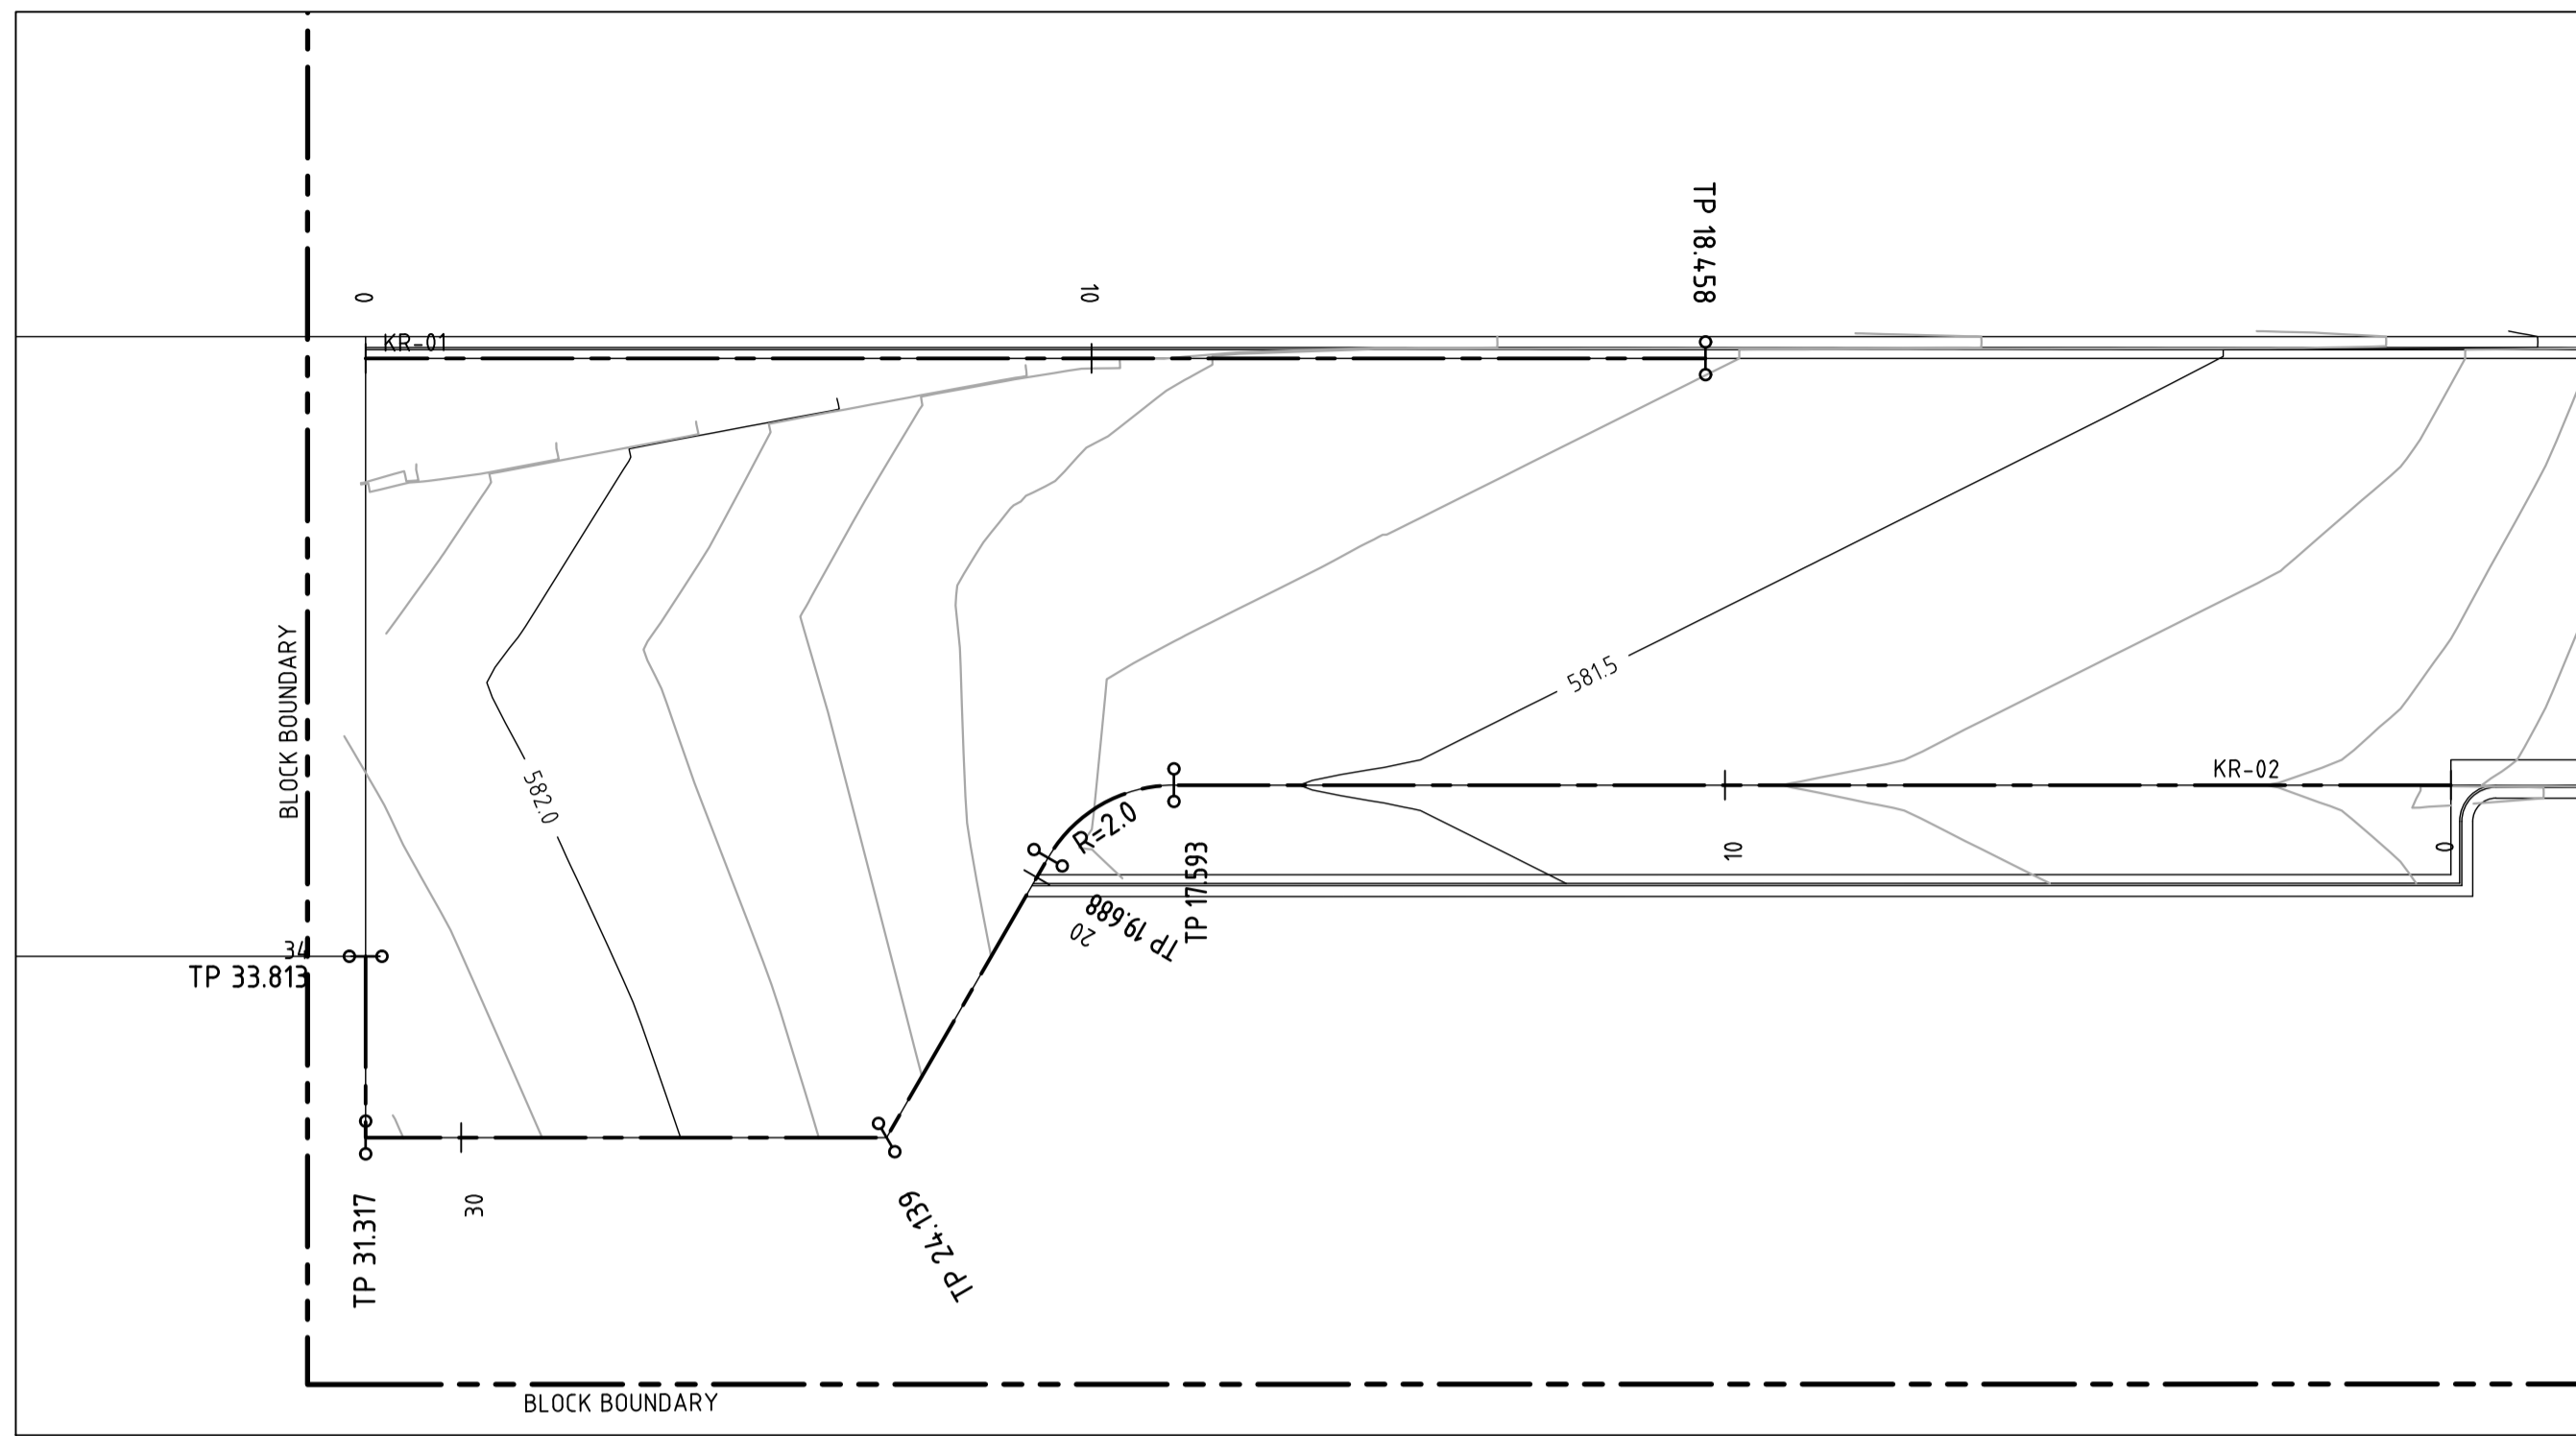 TP 18.458
0
10
KR-01
BLOCK BOUNDARY
581.5
582.0
KR-02
R=2.0
10
0
TP 17.593
TP 19.688
20
34
TP 33.813
TP 31.317
30
TP 24.139
BLOCK BOUNDARY